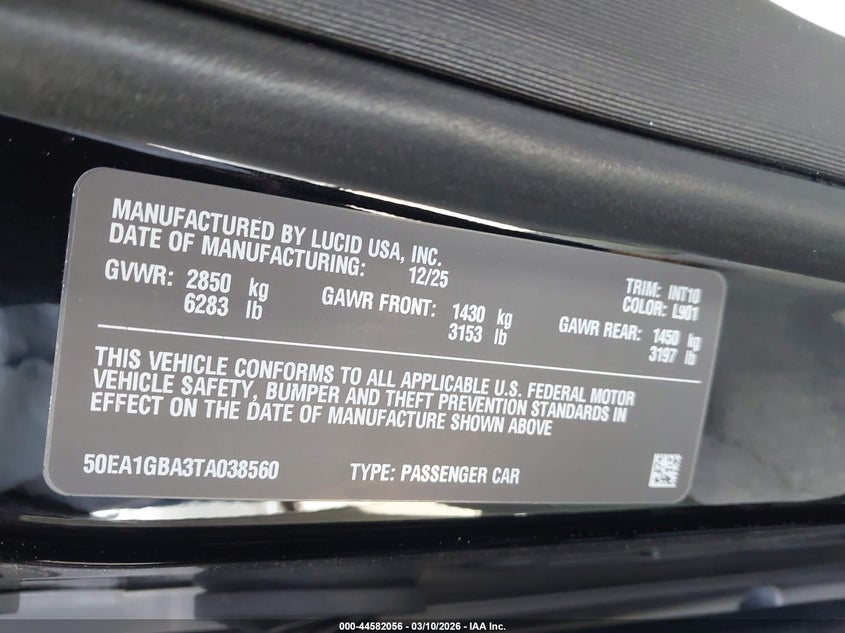 MANUFACTURED BY LUCID USA, INC.
DATE OF MANUFACTURING: 12/25
TRIM: INT10
COLOR: L901
GVWR: 2850 kg
6283 lb
GAWR FRONT: 1430 kg
3153 lb
GAWR REAR: 1450 kg
3197 lb
THIS VEHICLE CONFORMS TO ALL APPLICABLE U.S. FEDERAL MOTOR
VEHICLE SAFETY, BUMPER AND THEFT PREVENTION STANDARDS IN
EFFECT ON THE DATE OF MANUFACTURE SHOWN ABOVE
50EA1GBA3TA038560 TYPE: PASSENGER CAR
000-44582056 - 03/10/2026 - IAA Inc.